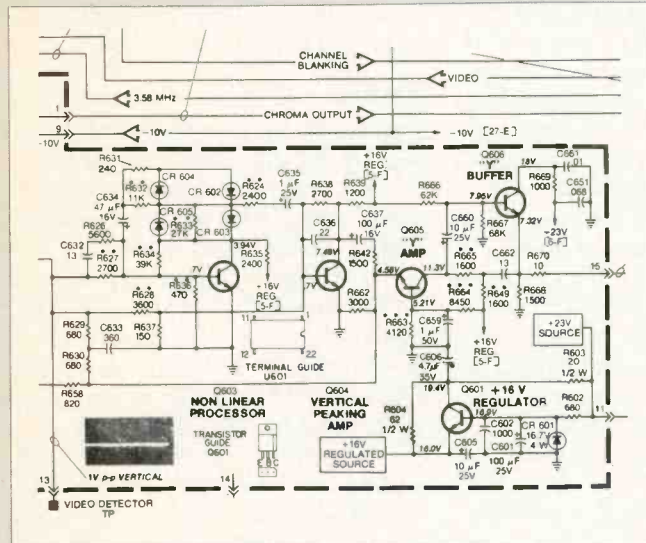 CHANNEL
BLANKING
VIDEO
3.58 MHz
1
CHROMA OUTPUT
9
-10V
-10V
-10V [27-E]
R631
240
CR 604
R632
11K
C634
47 µF
16V
CR 602
R624
2400
C635
1 µF
25V
R638
2700
R639
1200
+16V
REG
[5-F]
R666
62K
Q606
"Y"
BUFFER
18V
C661
.01
R669
1000
C651
.068
R626
5600
CR 605
R633
27K
CR 603
C636
22
C637
100 µF
16V
Q605
"Y"
AMP
C660
10 µF
25V
7.95V
R667
68K
7.32V
C632
13
R627
2700
R634
39K
3.94V
R635
2400
7.48V
R642
1500
4.58V
11.3V
R665
1600
C662
13
R670
10
15
.7V
R636
470
+16V
REG
[5-F]
.7V
R662
3000
5.21V
R664
8450
R649
1600
R668
1500
R628
3600
R629
680
C633
360
R637
150
11
1
12
22
TERMINAL GUIDE
U601
R663
4120
C659
1 µF
50V
+16V
REG
[5-F]
+23V
SOURCE
R630
680
R658
820
Q603
NON LINEAR
PROCESSOR
Q604
VERTICAL
PEAKING
AMP
C606
4.7µF
35V
19.4V
Q601
+16 V
REGULATOR
R603
20
1/2 W
TRANSISTOR
GUIDE
Q601
E B C
R604
62
1/2 W
16.9V
R602
680
11
+16V
REGULATED
SOURCE
16.0V
C605
10 µF
25V
C602
1000
C601
100 µF
25V
CR 601
16.7V
4 W
1V p-p VERTICAL
13
14
VIDEO DETECTOR
TP